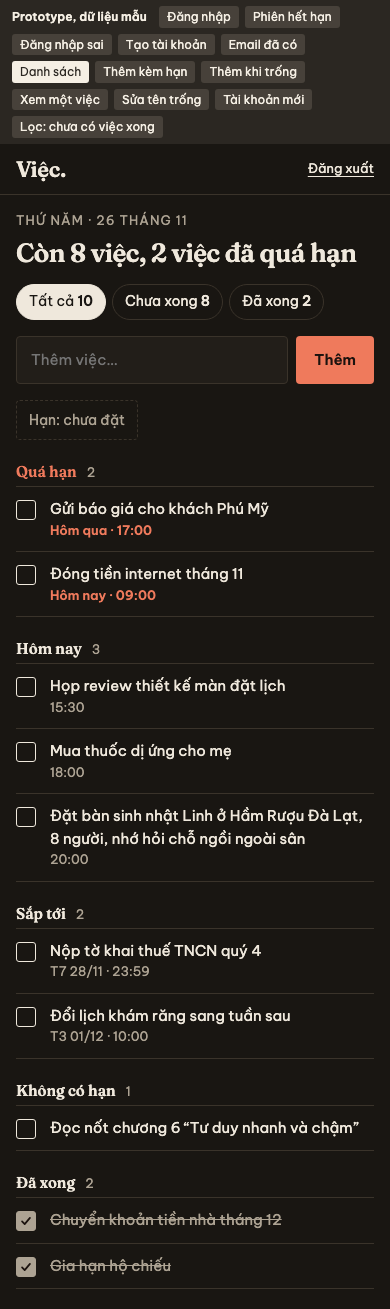 Prototype, dữ liệu mẫu Đăng nhập Phiên hết hạn
Đăng nhập sai Tạo tài khoản Email đã có
Danh sách Thêm kèm hạn Thêm khi trống
Xem một việc Sửa tên trống Tài khoản mới
Lọc: chưa có việc xong
Việc. Đăng xuất
THỨ NĂM · 26 THÁNG 11
Còn 8 việc, 2 việc đã quá hạn
Tất cả 10 Chưa xong 8 Đã xong 2
Thêm việc... Thêm
Hạn: chưa đặt
Quá hạn 2
Gửi báo giá cho khách Phú Mỹ
Hôm qua · 17:00
Đóng tiền internet tháng 11
Hôm nay · 09:00
Hôm nay 3
Họp review thiết kế màn đặt lịch
15:30
Mua thuốc dị ứng cho mẹ
18:00
Đặt bàn sinh nhật Linh ở Hầm Rượu Đà Lạt,
8 người, nhớ hỏi chỗ ngồi ngoài sân
20:00
Sắp tới 2
Nộp tờ khai thuế TNCN quý 4
T7 28/11 · 23:59
Đổi lịch khám răng sang tuần sau
T3 01/12 · 10:00
Không có hạn 1
Đọc nốt chương 6 “Tư duy nhanh và chậm”
Đã xong 2
Chuyển khoản tiền nhà tháng 12
Gia hạn hộ chiếu